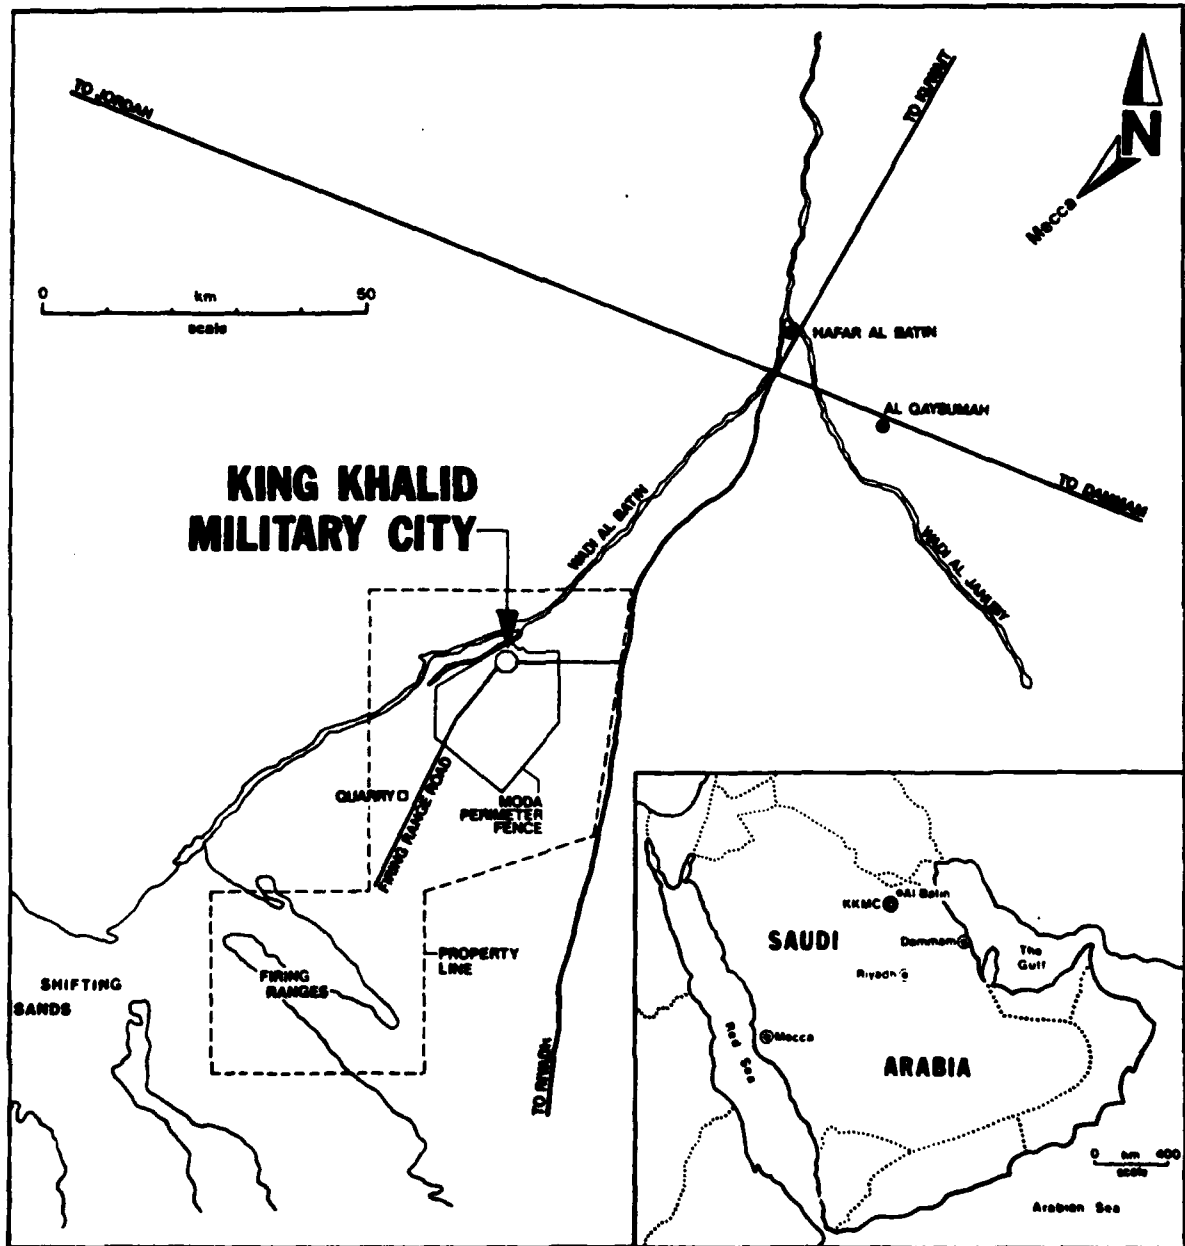 TO JORDAN
TO KUWAIT
N
Mecca
0 km 50
scale
HAFAR AL BATIN
AL QAYSUMAH
TO DAMMAM
KING KHALID
MILITARY CITY
WADI AL BATIN
WADI AL JANUBY
QUARRY
FIRING RANGE ROAD
MODA
PERIMETER
FENCE
PROPERTY
LINE
FIRING
RANGES
SHIFTING
SANDS
TO RIYADH
Al Batin
KKMC
SAUDI
Dammam
The
Gulf
Riyadh
Red Sea
Mecca
ARABIA
0 km 400
scale
Arabian Sea